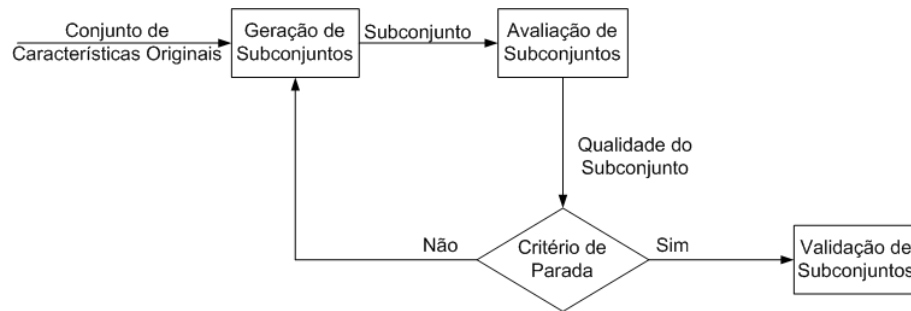 Conjunto de
Características Originais
Geração de
Subconjuntos
Subconjunto
Avaliação de
Subconjuntos
Qualidade do
Subconjunto
Não
Critério de
Parada
Sim
Validação de
Subconjuntos